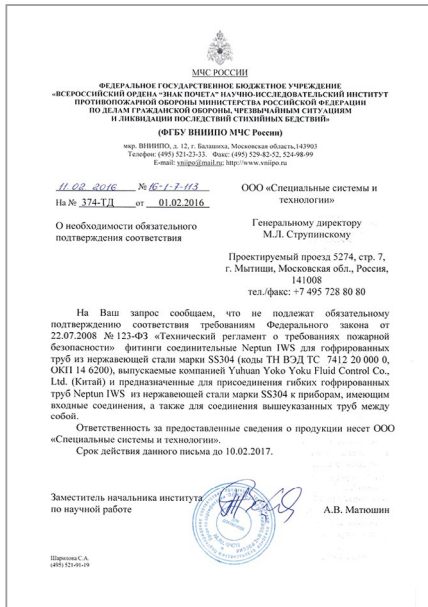 МЧС РОССИИ
ФЕДЕРАЛЬНОЕ ГОСУДАРСТВЕННОЕ БЮДЖЕТНОЕ УЧРЕЖДЕНИЕ
«ВСЕРОССИЙСКИЙ ОРДЕНА "ЗНАК ПОЧЕТА" НАУЧНО-ИССЛЕДОВАТЕЛЬСКИЙ ИНСТИТУТ
ПРОТИВОПОЖАРНОЙ ОБОРОНЫ МИНИСТЕРСТВА РОССИЙСКОЙ ФЕДЕРАЦИИ
ПО ДЕЛАМ ГРАЖДАНСКОЙ ОБОРОНЫ, ЧРЕЗВЫЧАЙНЫМ СИТУАЦИЯМ
И ЛИКВИДАЦИИ ПОСЛЕДСТВИЙ СТИХИЙНЫХ БЕДСТВИЙ»
(ФГБУ ВНИИПО МЧС России)
мкр. ВНИИПО, д. 12, г. Балашиха, Московская область,143903
Телефон: (495) 521-23-33. Факс: (495) 529-82-52, 524-98-99
E-mail: vniipo@mail.ru; http://www.vniipo.ru
11.02.2016 № 16-1-7-113
На № 374-ТД от 01.02.2016
О необходимости обязательного
подтверждения соответствия
ООО «Специальные системы и
технологии»
Генеральному директору
М.Л. Струпинскому
Проектируемый проезд 5274, стр. 7,
г. Мытищи, Московская обл., Россия,
141008
тел./факс: +7 495 728 80 80
На Ваш запрос сообщаем, что не подлежат обязательному
подтверждению соответствия требованиям Федерального закона от
22.07.2008 №123-ФЗ «Технический регламент о требованиях пожарной
безопасности» фитинги соединительные Neptun IWS для гофрированных
труб из нержавеющей стали марки SS304 (коды ТН ВЭД ТС 7412 20 000 0,
ОКП 14 6200), выпускаемые компанией Yuhuan Yoko Yoku Fluid Control Co.,
Ltd. (Китай) и предназначенные для присоединения гибких гофрированных
труб Neptun IWS из нержавеющей стали марки SS304 к приборам, имеющим
входные соединения, а также для соединения вышеуказанных труб между
собой.
Ответственность за предоставленные сведения о продукции несет ООО
«Специальные системы и технологии».
Срок действия данного письма до 10.02.2017.
Заместитель начальника института
по научной работе
А.В. Матюшин
Шарикова С.А.
(495) 521-91-19